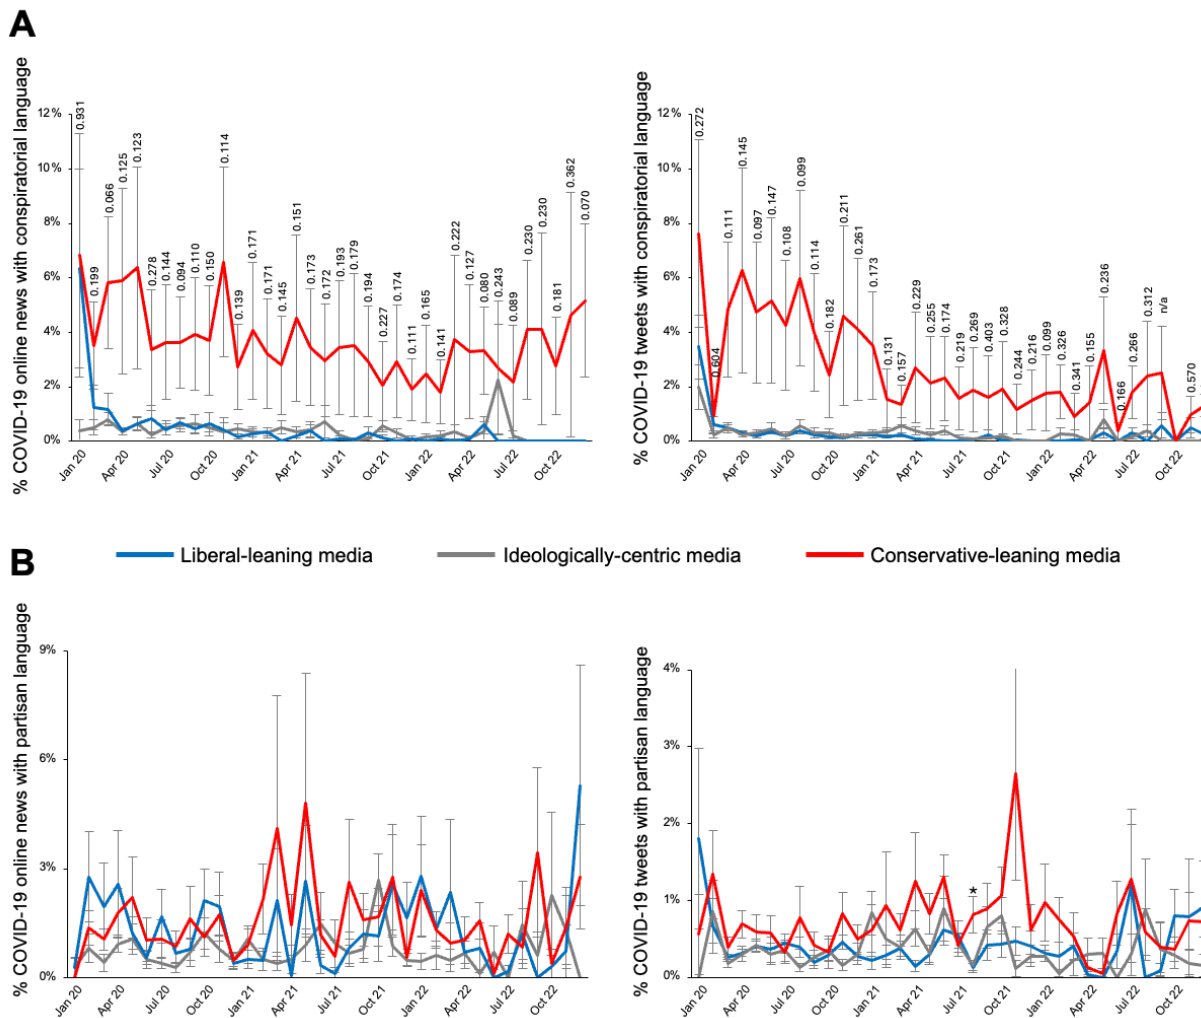 A
% COVID-19 online news with conspiratorial language
12%
10%
8%
6%
4%
2%
0%
0.931
0.199
0.066
0.125
0.123
0.278
0.144
0.094
0.110
0.150
0.114
0.139
0.171
0.171
0.145
0.151
0.173
0.172
0.193
0.179
0.194
0.227
0.174
0.111
0.165
0.141
0.222
0.127
0.080
0.243
0.089
0.230
0.230
0.181
0.362
0.070
Jan 20
Apr 20
Jul 20
Oct 20
Jan 21
Apr 21
Jul 21
Oct 21
Jan 22
Apr 22
Jul 22
Oct 22
% COVID-19 tweets with conspiratorial language
12%
10%
8%
6%
4%
2%
0%
0.272
0.604
0.111
0.145
0.097
0.147
0.108
0.099
0.114
0.182
0.211
0.261
0.173
0.131
0.157
0.229
0.255
0.174
0.219
0.269
0.403
0.328
0.244
0.216
0.099
0.326
0.341
0.155
0.236
0.166
0.266
0.312
n/a
0.570
Jan 20
Apr 20
Jul 20
Oct 20
Jan 21
Apr 21
Jul 21
Oct 21
Jan 22
Apr 22
Jul 22
Oct 22
Liberal-leaning media
Ideologically-centric media
Conservative-leaning media
B
% COVID-19 online news with partisan language
9%
6%
3%
0%
Jan 20
Apr 20
Jul 20
Oct 20
Jan 21
Apr 21
Jul 21
Oct 21
Jan 22
Apr 22
Jul 22
Oct 22
% COVID-19 tweets with partisan language
4%
3%
2%
1%
0%
*
Jan 20
Apr 20
Jul 20
Oct 20
Jan 21
Apr 21
Jul 21
Oct 21
Jan 22
Apr 22
Jul 22
Oct 22